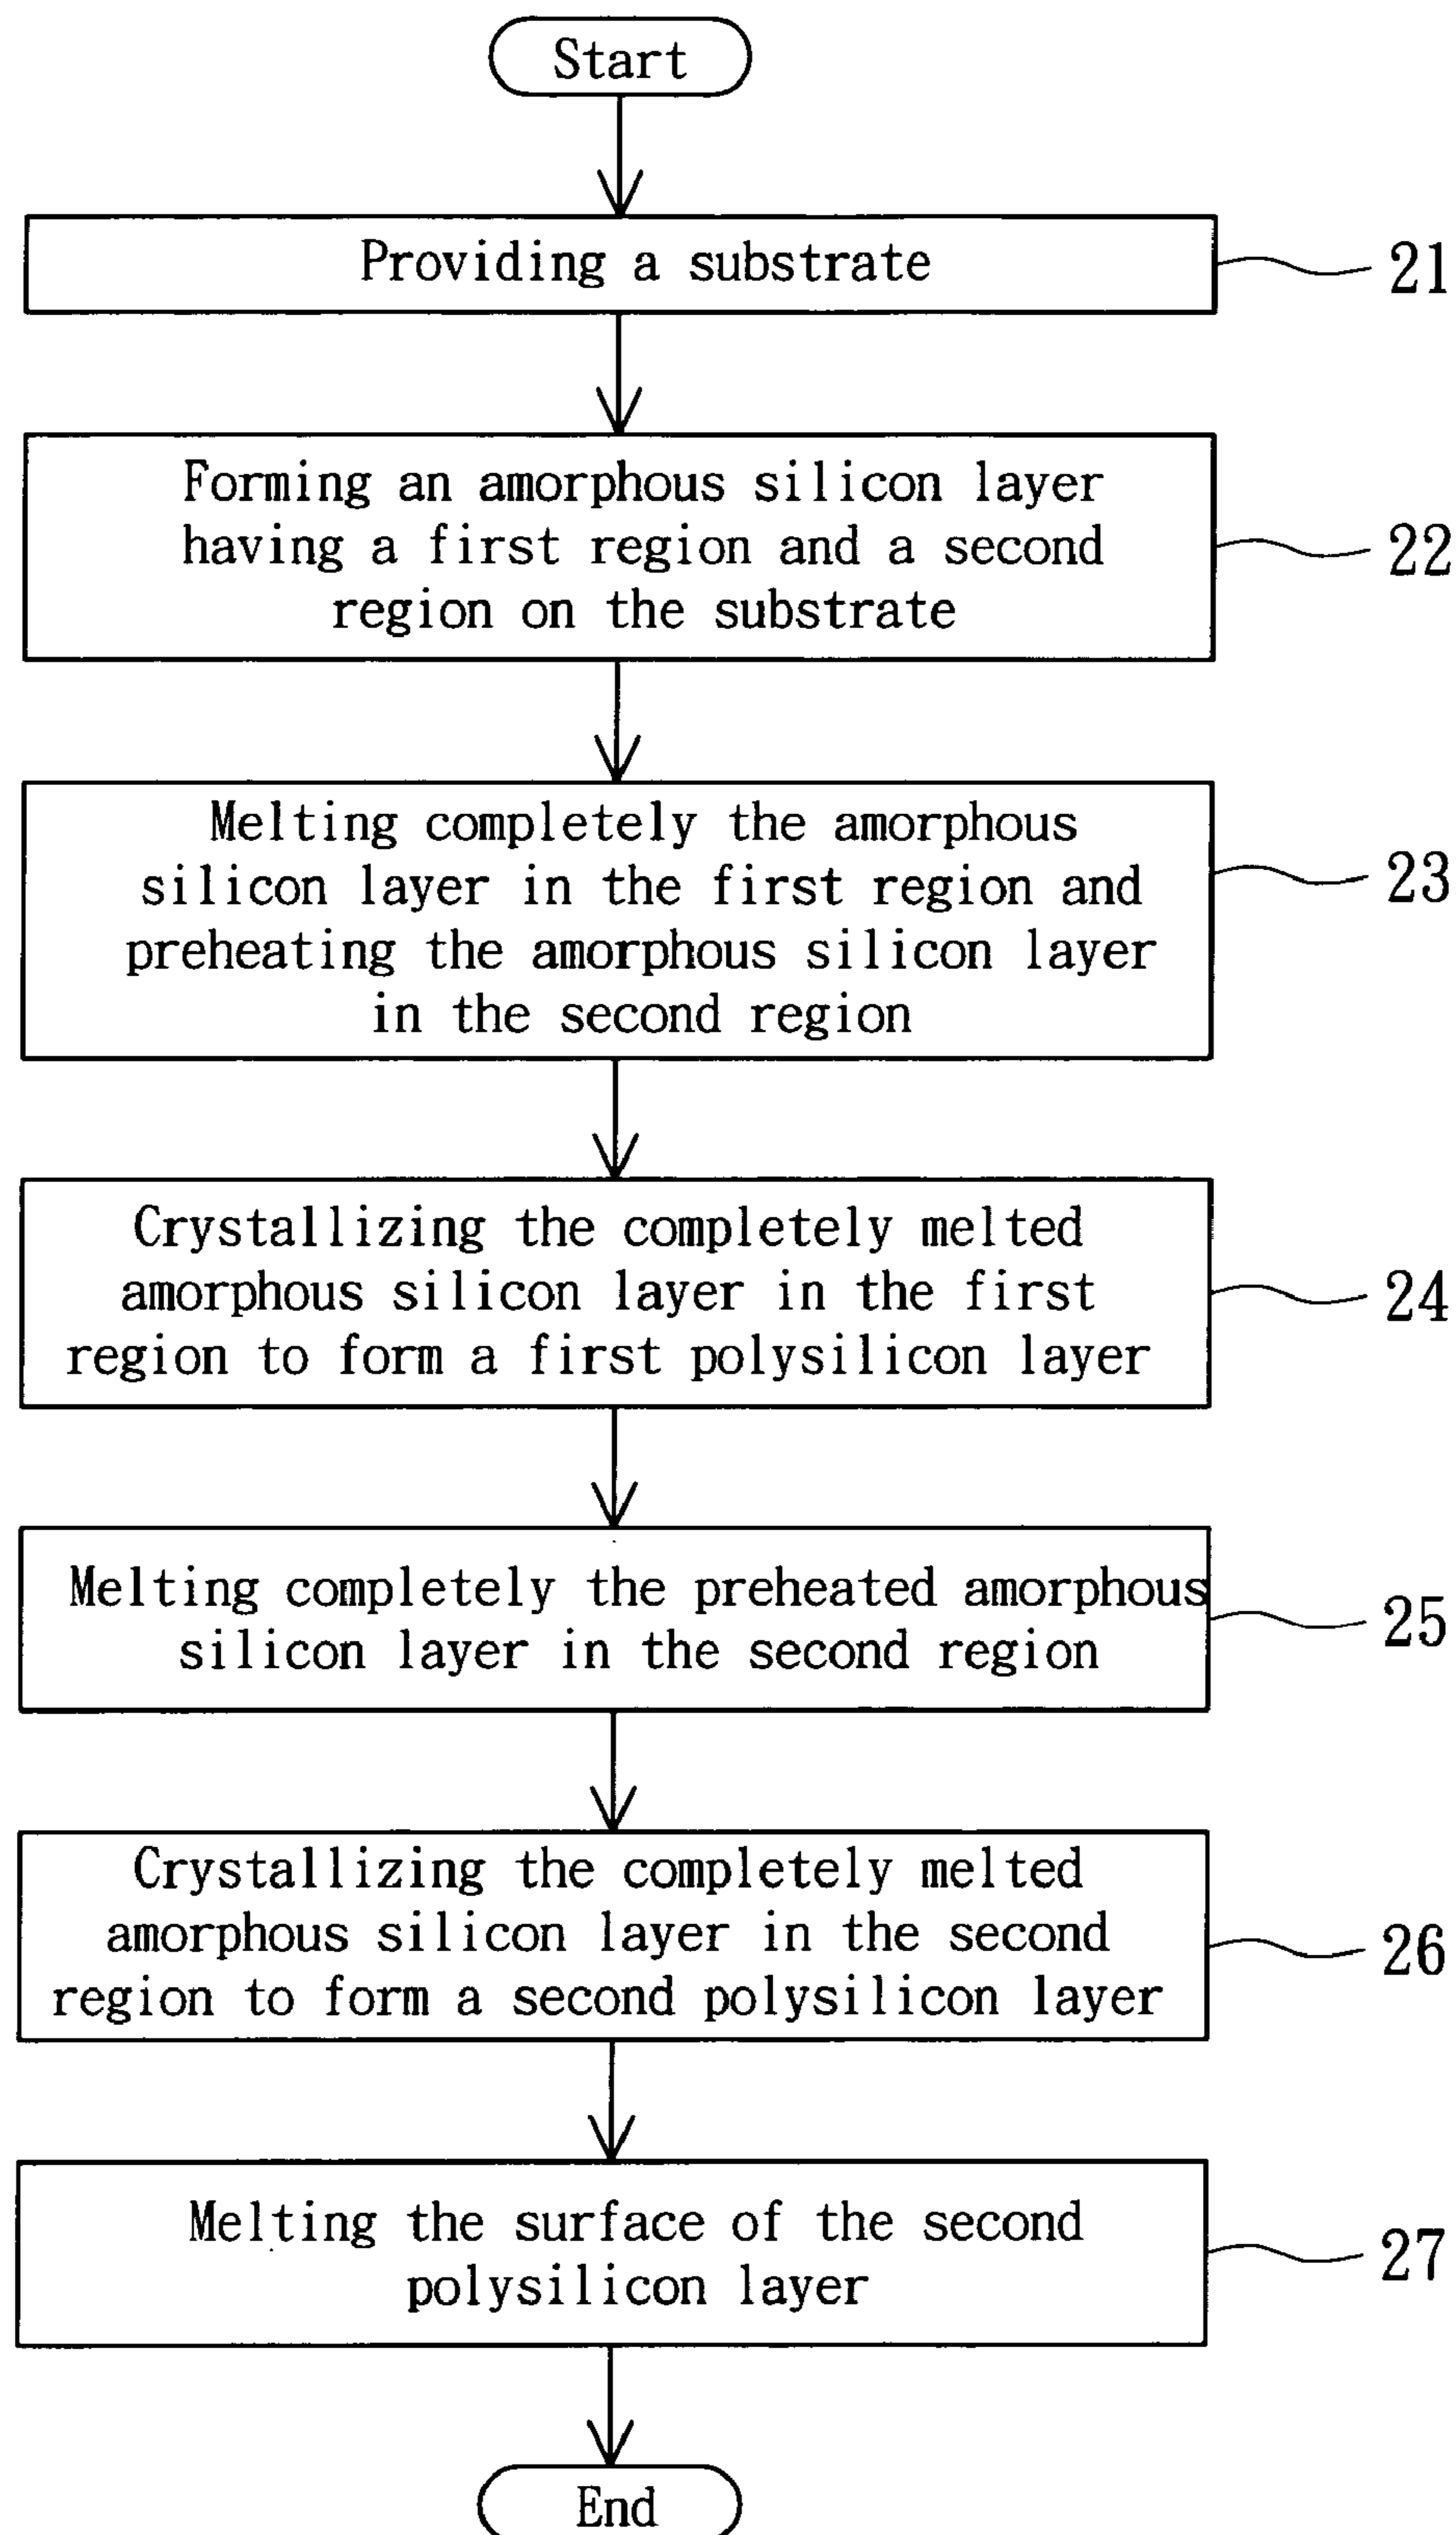 Start
Providing a substrate
21
Forming an amorphous silicon layer
having a first region and a second
region on the substrate
22
Melting completely the amorphous
silicon layer in the first region and
preheating the amorphous silicon layer
in the second region
23
Crystallizing the completely melted
amorphous silicon layer in the first
region to form a first polysilicon layer
24
Melting completely the preheated amorphous
silicon layer in the second region
25
Crystallizing the completely melted
amorphous silicon layer in the second
region to form a second polysilicon layer
26
Melting the surface of the second
polysilicon layer
27
End